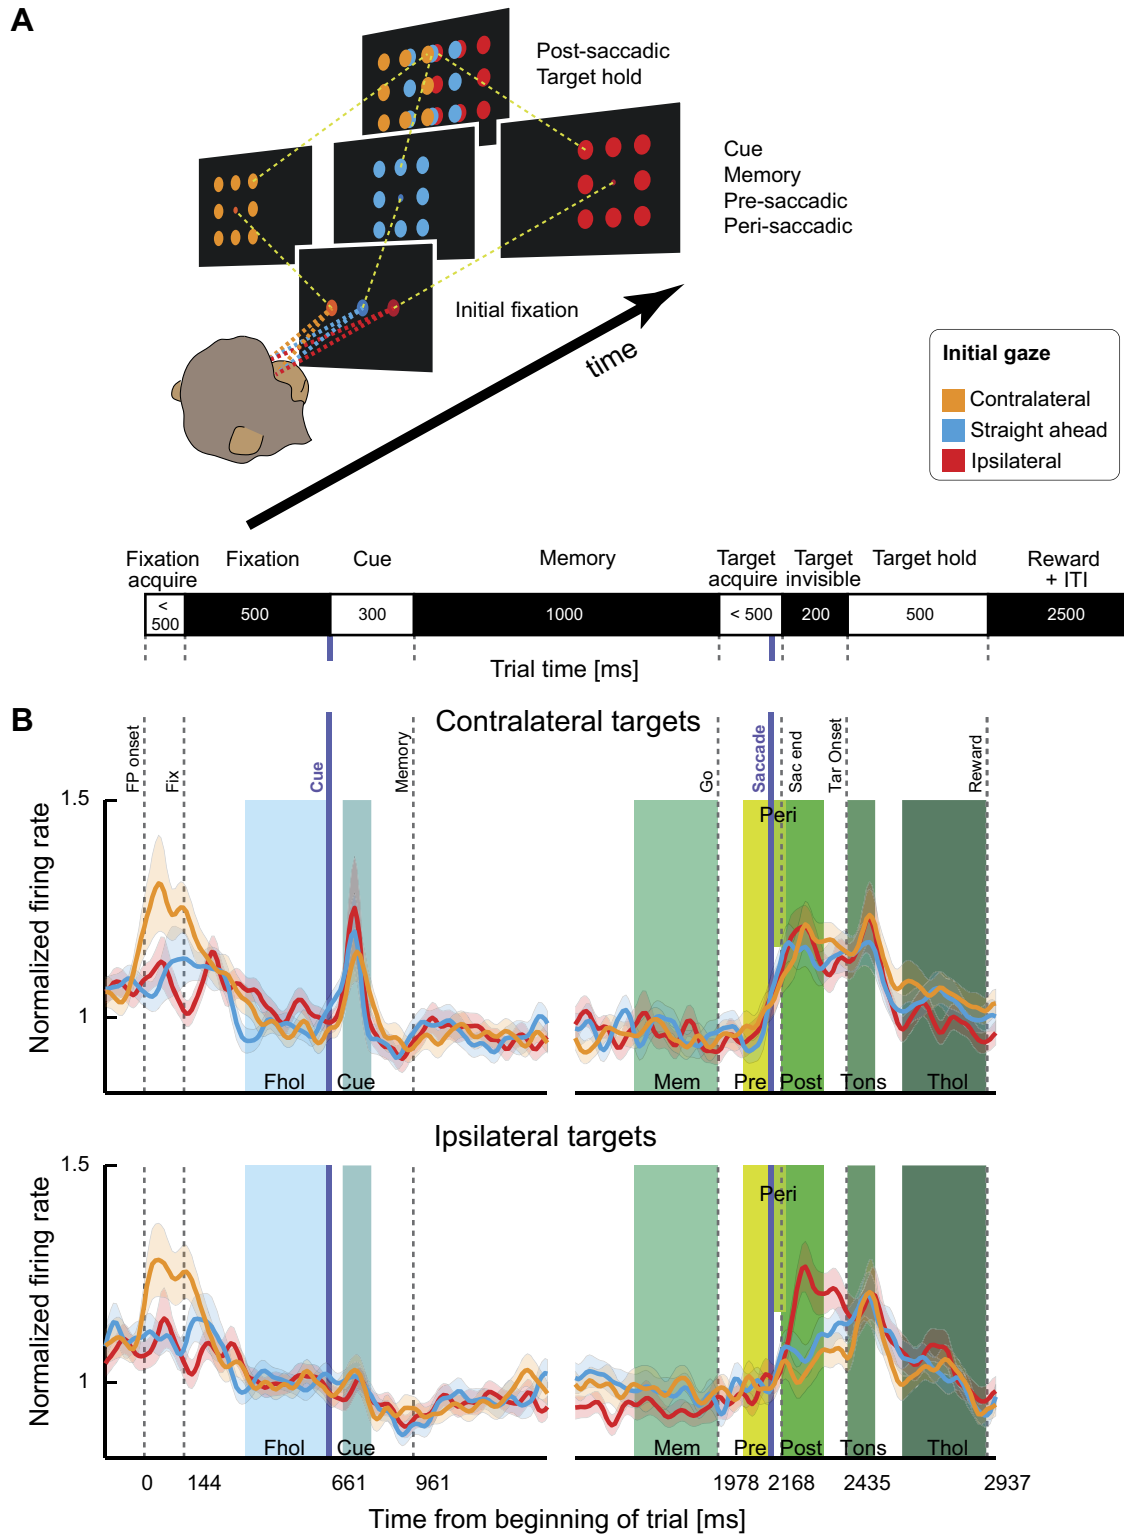 A
Post-saccadic
Target hold
Cue
Memory
Pre-saccadic
Peri-saccadic
Initial fixation
time
Initial gaze
Contralateral
Straight ahead
Ipsilateral
Fixation acquire
Fixation
Cue
Memory
Target acquire
Target invisible
Target hold
Reward + ITI
< 500
500
300
1000
< 500
200
500
2500
Trial time [ms]
B
Contralateral targets
FP onset
Fix
Cue
Memory
Go
Saccade
Sac end
Tar Onset
Reward
1.5
Peri
Normalized firing rate
1
Fhol
Cue
Mem
Pre
Post
Tons
Thol
Ipsilateral targets
1.5
Peri
Normalized firing rate
1
Fhol
Cue
Mem
Pre
Post
Tons
Thol
0
144
661
961
1978
2168
2435
2937
Time from beginning of trial [ms]